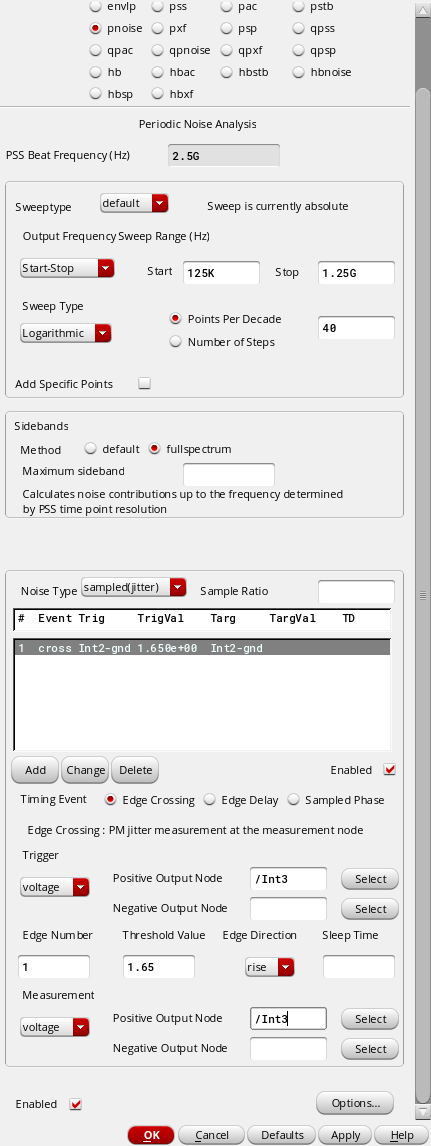 envlp pss pac pstb
pnoise pxf psp qpss
qpac qpnoise qpxf qpsp
hb hbac hbstb hbnoise
hbsp hbxf
Periodic Noise Analysis
PSS Beat Frequency (Hz) 2.5G
Sweeptype default Sweep is currently absolute
Output Frequency Sweep Range (Hz)
Start-Stop Start 125K Stop 1.25G
Sweep Type
Logarithmic
Points Per Decade 40
Number of Steps
Add Specific Points
Sidebands
Method default fullspectrum
Maximum sideband
Calculates noise contributions up to the frequency determined
by PSS time point resolution
Noise Type sampled(jitter) Sample Ratio
# Event Trig TrigVal Targ TargVal TD
1 cross Int2-gnd 1.650e+00 Int2-gnd
Add Change Delete Enabled
Timing Event Edge Crossing Edge Delay Sampled Phase
Edge Crossing : PM jitter measurement at the measurement node
Trigger
voltage
Positive Output Node /Int3 Select
Negative Output Node Select
Edge Number Threshold Value Edge Direction Sleep Time
1 1.65 rise
Measurement
voltage
Positive Output Node /Int3 Select
Negative Output Node Select
Enabled Options...
OK Cancel Defaults Apply Help